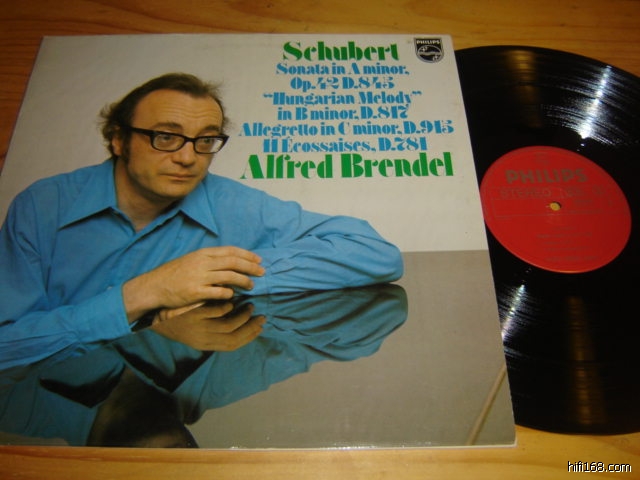 Schubert
Sonata in A minor,
Op.42 D.845
"Hungarian Melody"
in B minor, D.817
Allegretto in C minor, D.915
11 Écossaises, D.781
Alfred Brendel
PHILIPS
PHILIPS
STEREO
hifi168.com